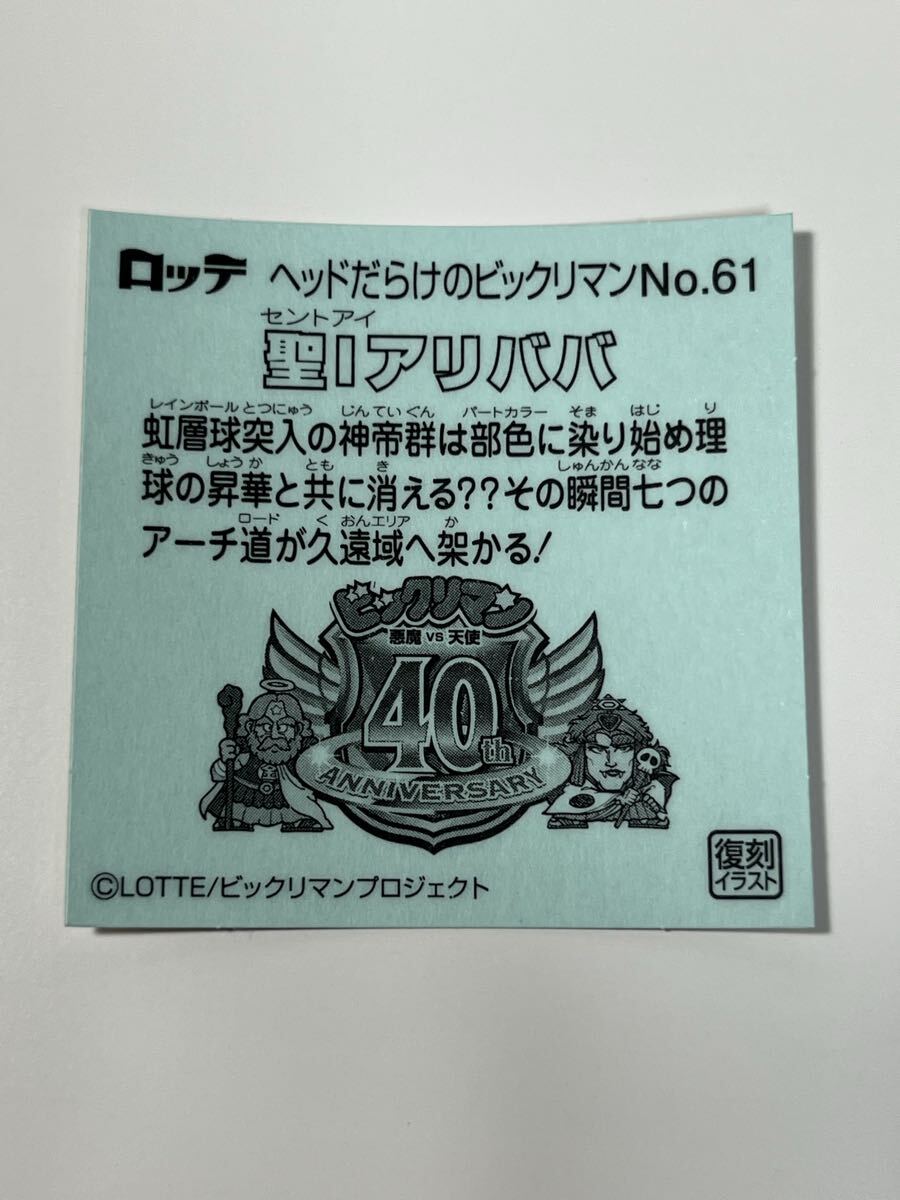 ロッテ ヘッドだらけのビックリマンNo.61
セントアイ
聖Iアリババ
レインボール とつにゅう じんてい ぐん パートカラー そま はじ り
虹層球突入の神帝群は部色に染り始め理
きゅう しょう か とも き しゅんかん なな
球の昇華と共に消える??その瞬間七つの
ロード く おんエリア か
アーチ道が久遠域へ架かる!
ビックリマン
悪魔 VS 天使
40th
ANNIVERSARY
復刻
イラスト
©LOTTE/ビックリマンプロジェクト